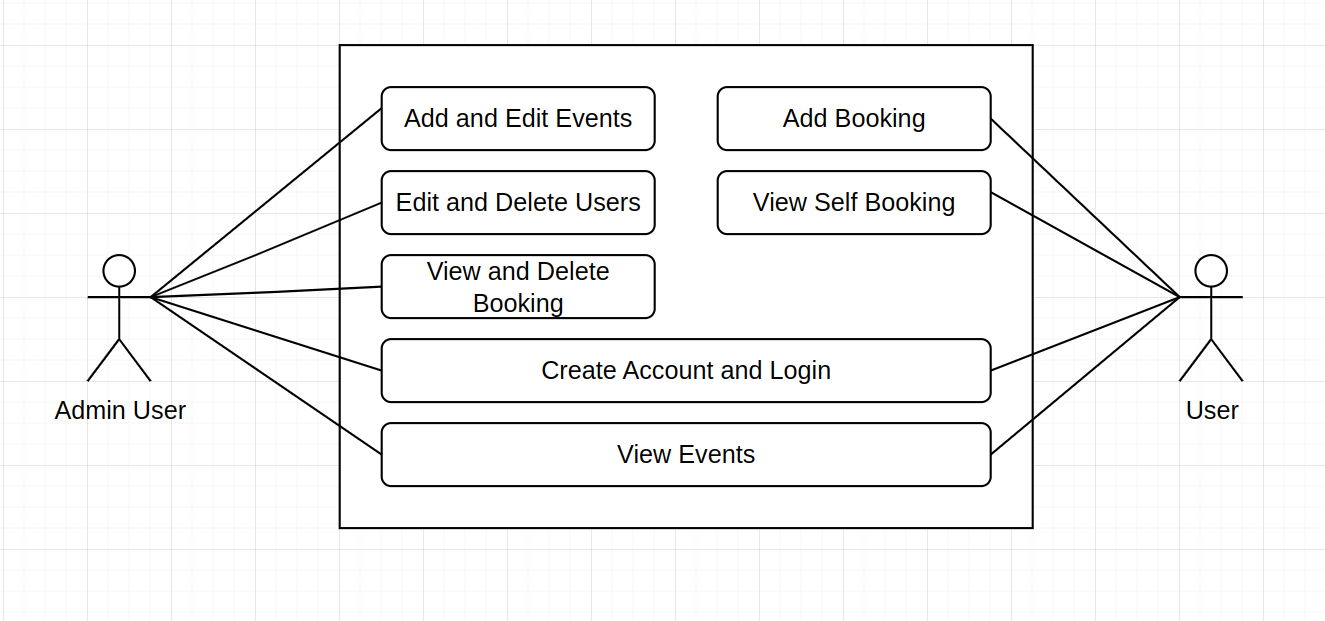 Add and Edit Events
Add Booking
Edit and Delete Users
View Self Booking
View and Delete
Booking
Create Account and Login
View Events
Admin User
User